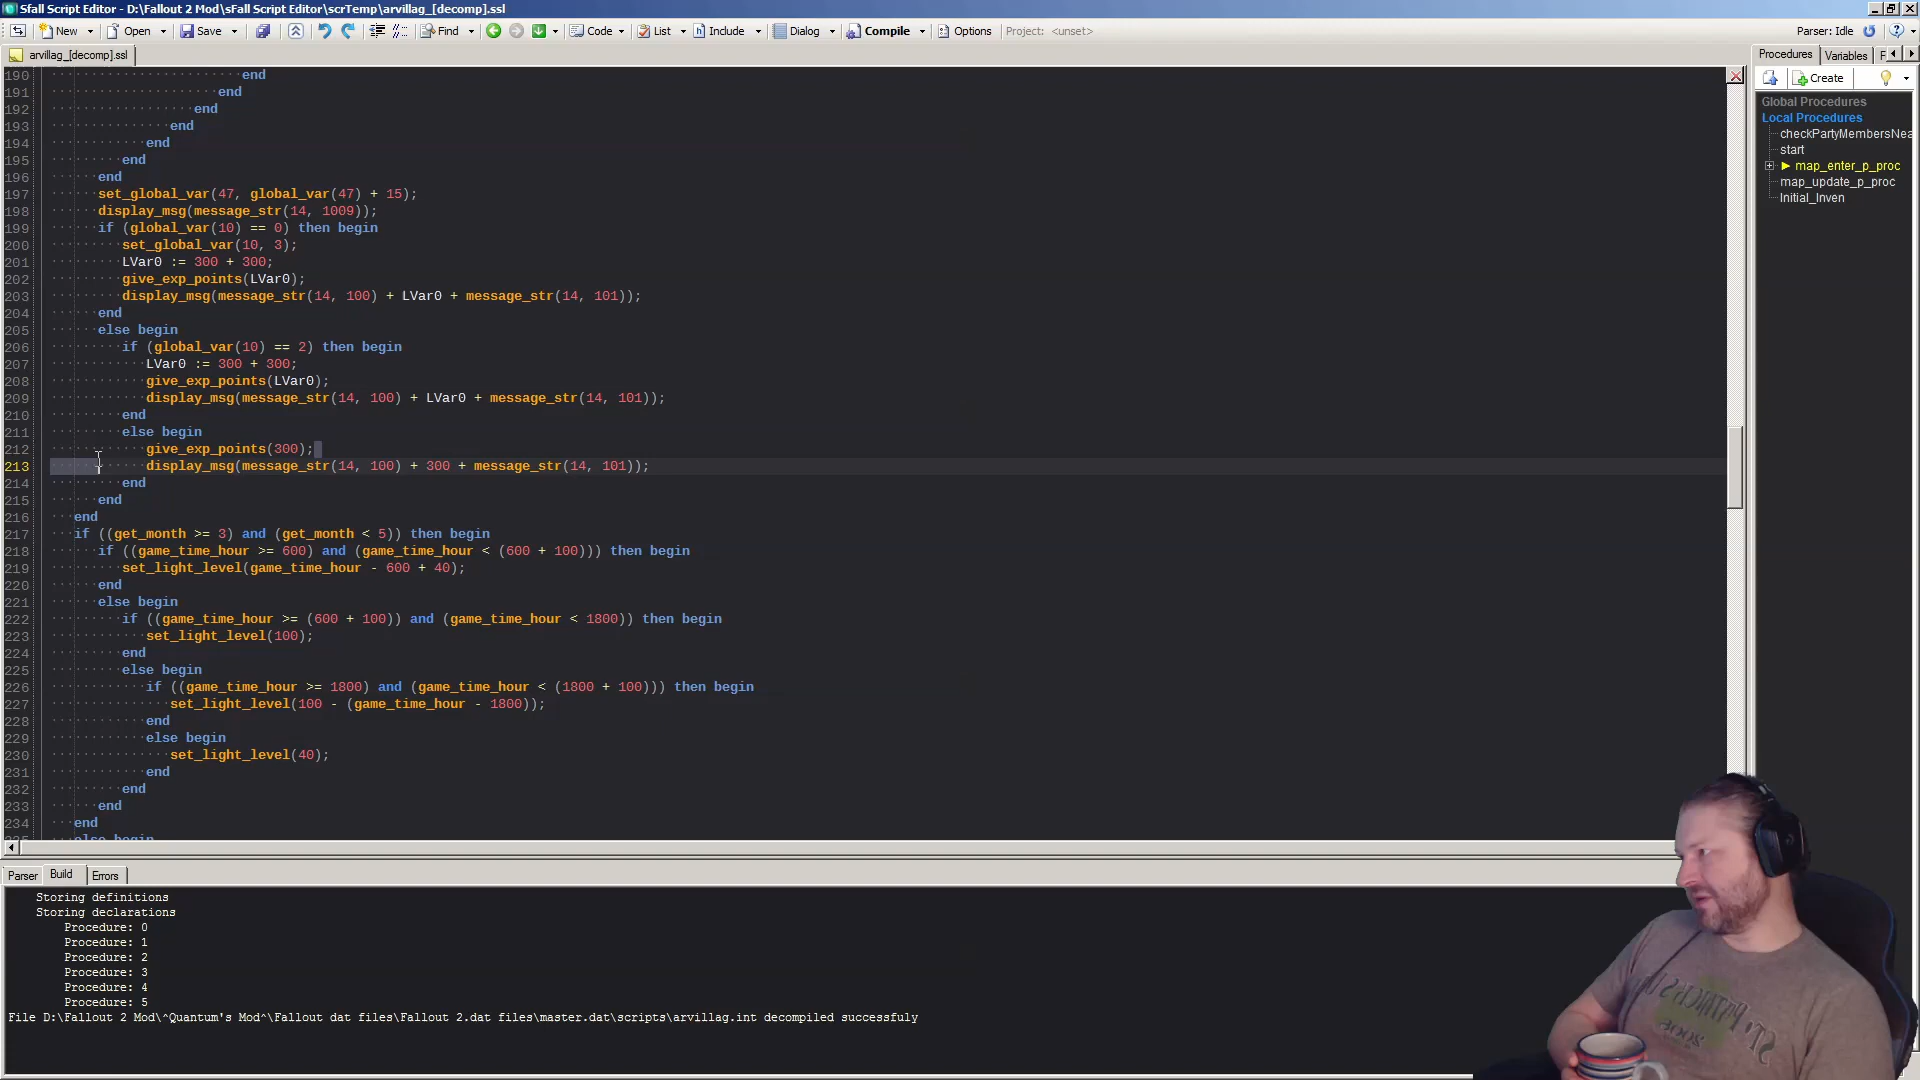 Sfall Script Editor - D:\Fallout 2 Mod\sFall Script Editor\scrTemp\arvillag_[decomp].ssl
New Open Save Find Code List Include Dialog Compile Options Project: <unset> Parser: Idle
arvillag_[decomp].ssl
Procedures Variables F
Create
Global Procedures
Local Procedures
checkPartyMembersNea
start
map_enter_p_proc
map_update_p_proc
Initial_Inven
190 end
191 end
192 end
193 end
194 end
195 end
196 end
197 set_global_var(47, global_var(47) + 15);
198 display_msg(message_str(14, 1009));
199 if (global_var(10) == 0) then begin
200 set_global_var(10, 3);
201 LVar0 := 300 + 300;
202 give_exp_points(LVar0);
203 display_msg(message_str(14, 100) + LVar0 + message_str(14, 101));
204 end
205 else begin
206 if (global_var(10) == 2) then begin
207 LVar0 := 300 + 300;
208 give_exp_points(LVar0);
209 display_msg(message_str(14, 100) + LVar0 + message_str(14, 101));
210 end
211 else begin
212 give_exp_points(300);
213 display_msg(message_str(14, 100) + 300 + message_str(14, 101));
214 end
215 end
216 end
217 if ((get_month >= 3) and (get_month < 5)) then begin
218 if ((game_time_hour >= 600) and (game_time_hour < (600 + 100))) then begin
219 set_light_level(game_time_hour - 600 + 40);
220 end
221 else begin
222 if ((game_time_hour >= (600 + 100)) and (game_time_hour < 1800)) then begin
223 set_light_level(100);
224 end
225 else begin
226 if ((game_time_hour >= 1800) and (game_time_hour < (1800 + 100))) then begin
227 set_light_level(100 - (game_time_hour - 1800));
228 end
229 else begin
230 set_light_level(40);
231 end
232 end
233 end
234 end
235 else begin
Parser Build Errors
Storing definitions
Storing declarations
Procedure: 0
Procedure: 1
Procedure: 2
Procedure: 3
Procedure: 4
Procedure: 5
File D:\Fallout 2 Mod\^Quantum's Mod^\Fallout dat files\Fallout 2.dat files\master.dat\scripts\arvillag.int decompiled successfuly